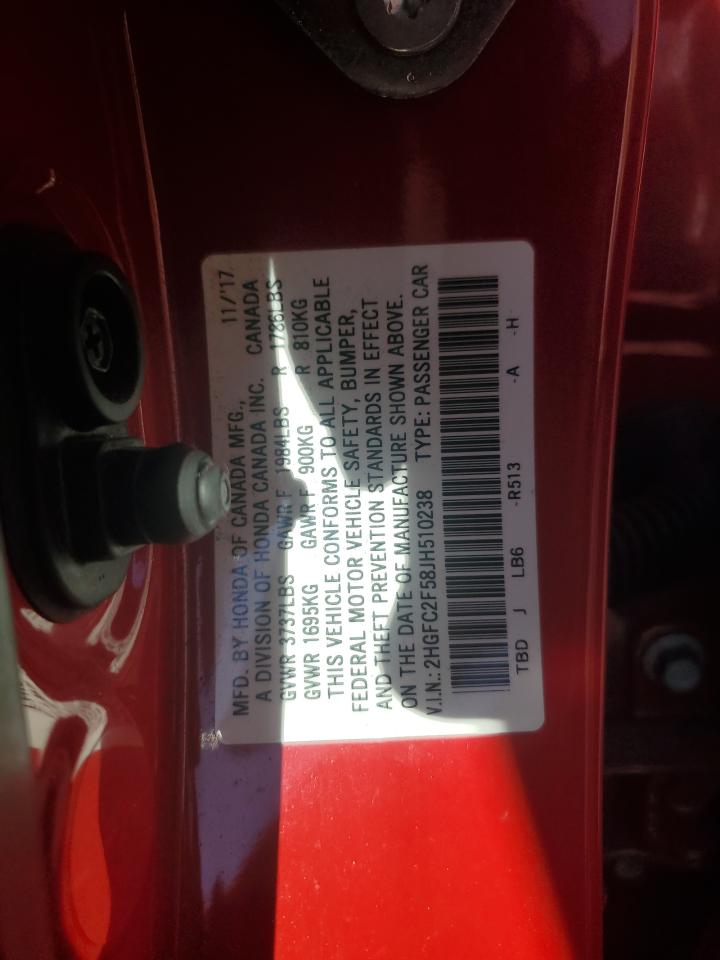 MFD. BY HONDA OF CANADA MFG., 11/'17
A DIVISION OF HONDA CANADA INC. CANADA
GVWR 3737LBS GAWR F 1984LBS R 1786LBS
GVWR 1695KG GAWR F 900KG R 810KG
THIS VEHICLE CONFORMS TO ALL APPLICABLE
FEDERAL MOTOR VEHICLE SAFETY, BUMPER,
AND THEFT PREVENTION STANDARDS IN EFFECT
ON THE DATE OF MANUFACTURE SHOWN ABOVE.
V.I.N.: 2HGFC2F58JH510238 TYPE: PASSENGER CAR
TBD J LB6 -R513 -A -H